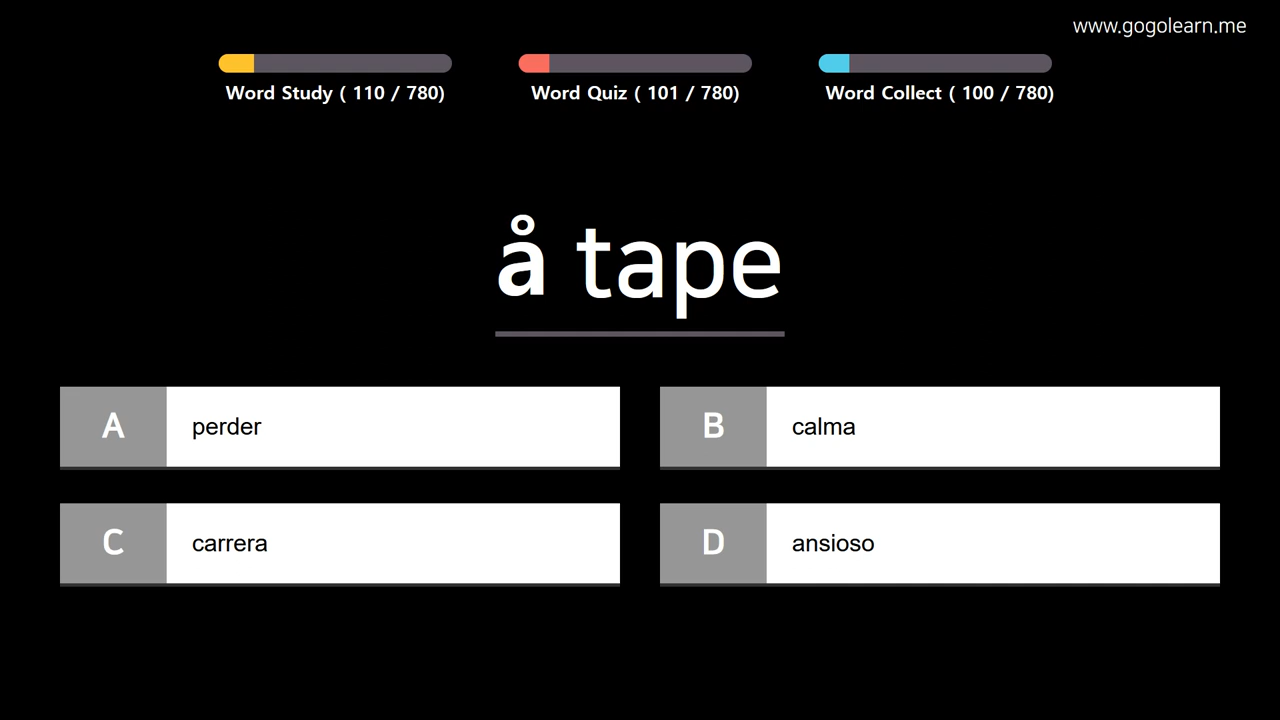 www.gogolearn.me
Word Study ( 110 / 780)
Word Quiz ( 101 / 780)
Word Collect ( 100 / 780)
å tape
A perder
B calma
C carrera
D ansioso